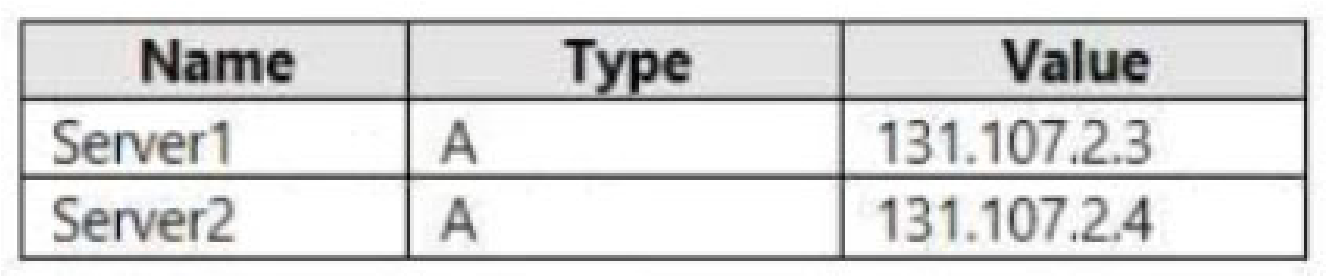 Name Type Value
Server1 A 131.107.2.3
Server2 A 131.107.2.4